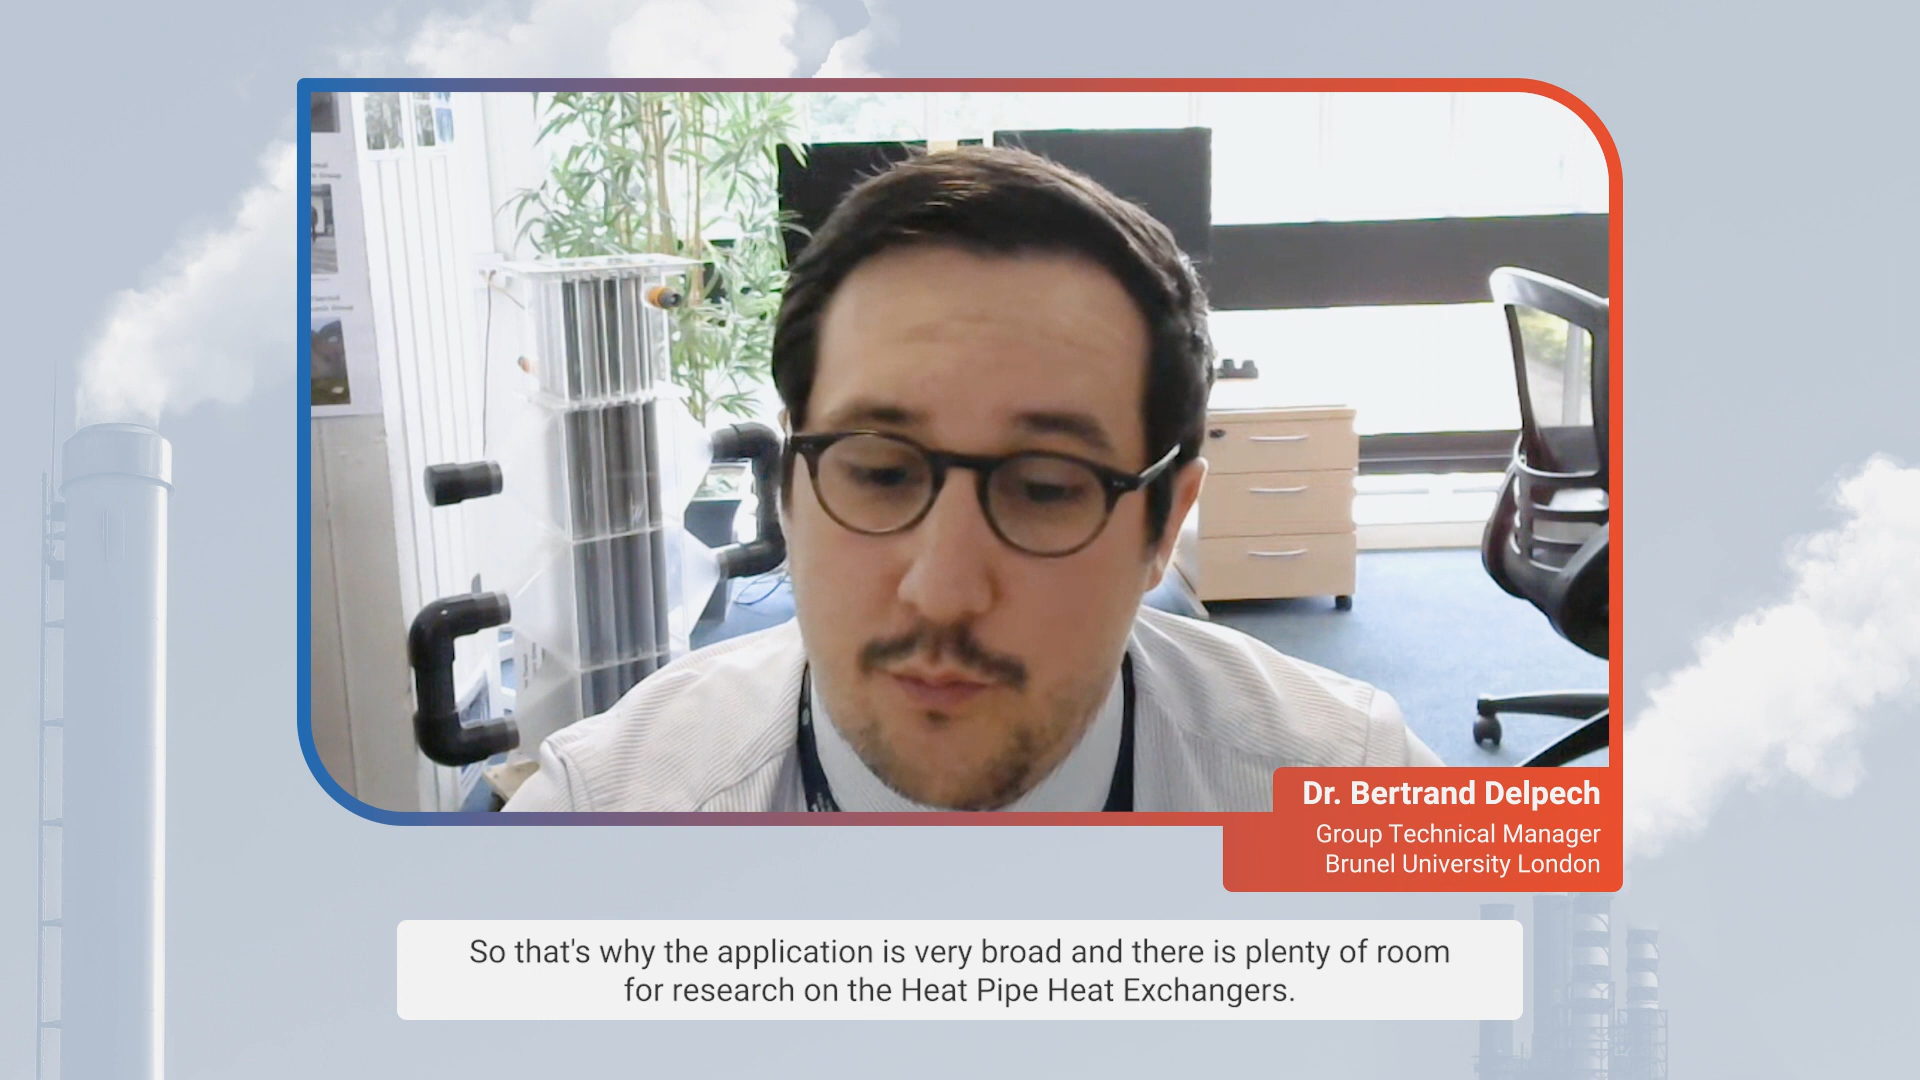 Dr. Bertrand Delpech
Group Technical Manager
Brunel University London
So that's why the application is very broad and there is plenty of room
for research on the Heat Pipe Heat Exchangers.